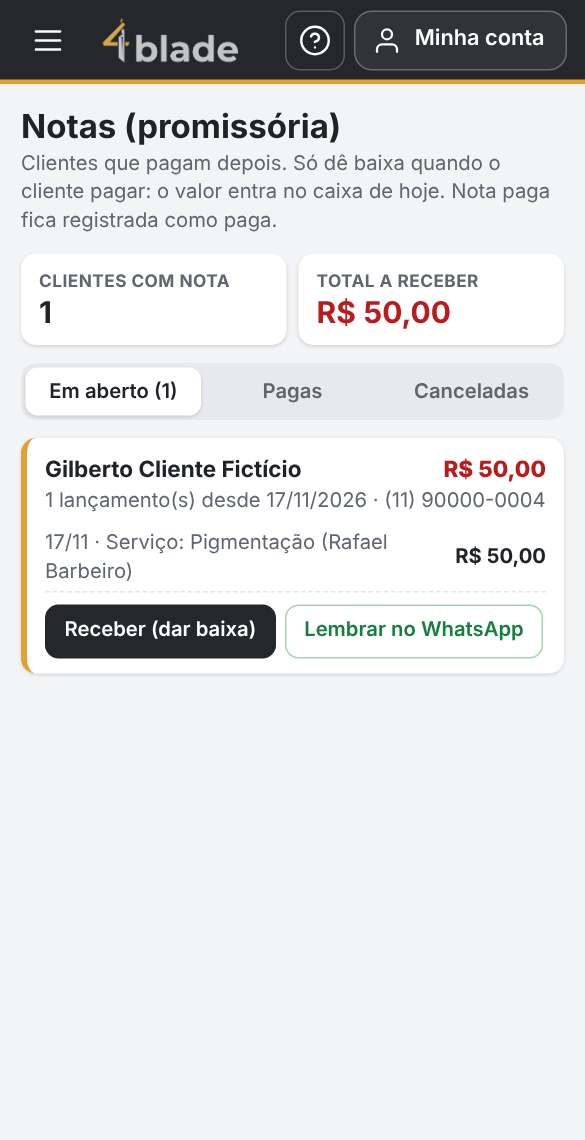 4blade
Minha conta
Notas (promissória)
Clientes que pagam depois. Só dê baixa quando o
cliente pagar: o valor entra no caixa de hoje. Nota paga
fica registrada como paga.
CLIENTES COM NOTA
1
TOTAL A RECEBER
R$ 50,00
Em aberto (1)
Pagas
Canceladas
Gilberto Cliente Fictício
R$ 50,00
1 lançamento(s) desde 17/11/2026 · (11) 90000-0004
17/11 · Serviço: Pigmentação (Rafael
Barbeiro)
R$ 50,00
Receber (dar baixa)
Lembrar no WhatsApp